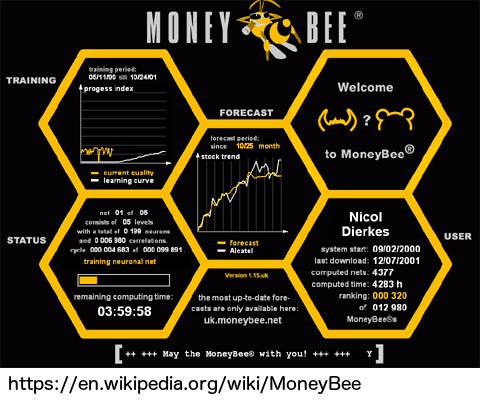 MONEY BEE®
TRAINING
training period:
05/11/99 till 10/24/01
progess index
current quality
learning curve
FORECAST
forecast period:
since 10/25 month
stock trend
forecast
Alcatel
Welcome
?
to MoneyBee®
STATUS
net 01 of 05
consists of 05 levels
with a total of 0 199 neurons
and 0 006 980 correlations.
cycle 000 004 683 of 000 099 891
training neuronal net
remaining computing time:
03:59:58
Version 1.15.uk
the most up-to-date fore-
casts are only available here:
uk.moneybee.net
USER
Nicol
Dierkes
system start: 09/02/2000
last download: 12/07/2001
computed nets: 4377
computed time: 4283 h
ranking: 000 320
of 012 980
MoneyBee®s
[++ +++ May the MoneyBee® with you! +++ +++ Y]
https://en.wikipedia.org/wiki/MoneyBee